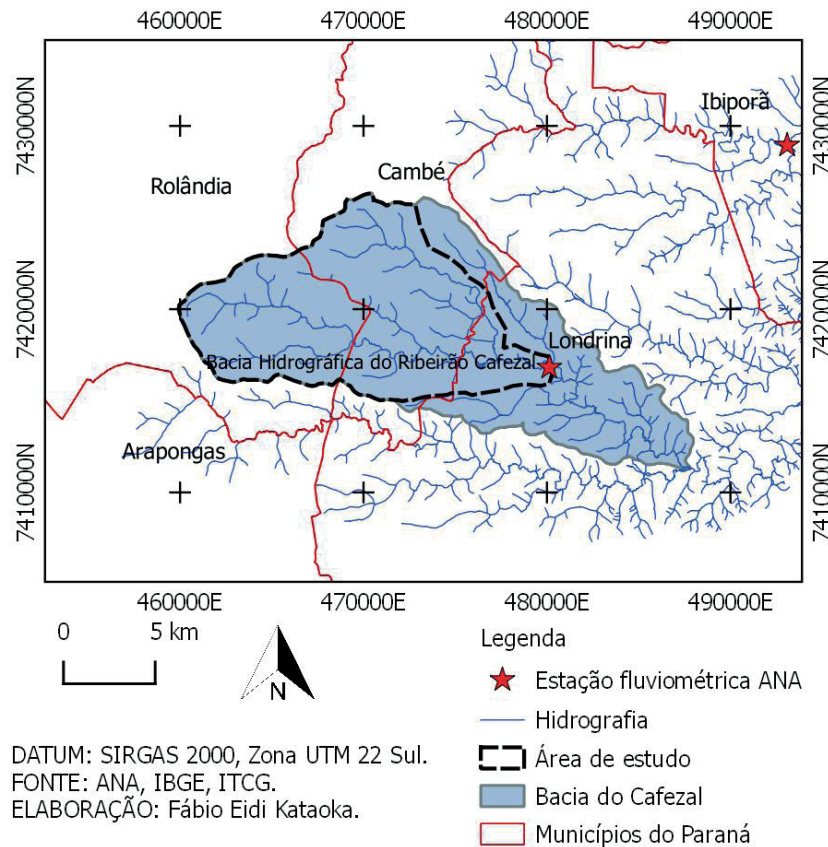 460000E 470000E 480000E 490000E
7430000N
7430000N
Ibiporã
Cambé
Rolândia
7420000N
7420000N
Londrina
Bacia Hidrográfica do Ribeirão Cafezal
Arapongas
7410000N
7410000N
460000E 470000E 480000E 490000E
0 5 km
N
Legenda
Estação fluviométrica ANA
Hidrografia
Área de estudo
Bacia do Cafezal
Municípios do Paraná
DATUM: SIRGAS 2000, Zona UTM 22 Sul.
FONTE: ANA, IBGE, ITCG.
ELABORAÇÃO: Fábio Eidi Kataoka.